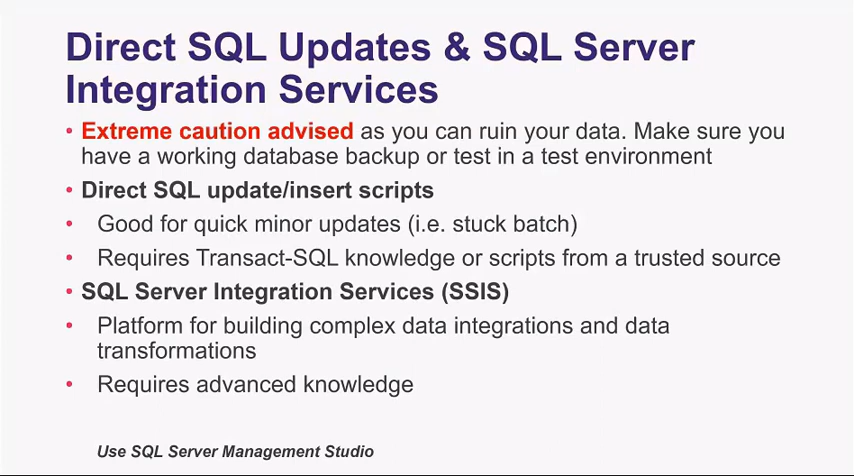 Direct SQL Updates & SQL Server
Integration Services
• Extreme caution advised as you can ruin your data. Make sure you
have a working database backup or test in a test environment
• Direct SQL update/insert scripts
• Good for quick minor updates (i.e. stuck batch)
• Requires Transact-SQL knowledge or scripts from a trusted source
• SQL Server Integration Services (SSIS)
• Platform for building complex data integrations and data
transformations
• Requires advanced knowledge
Use SQL Server Management Studio